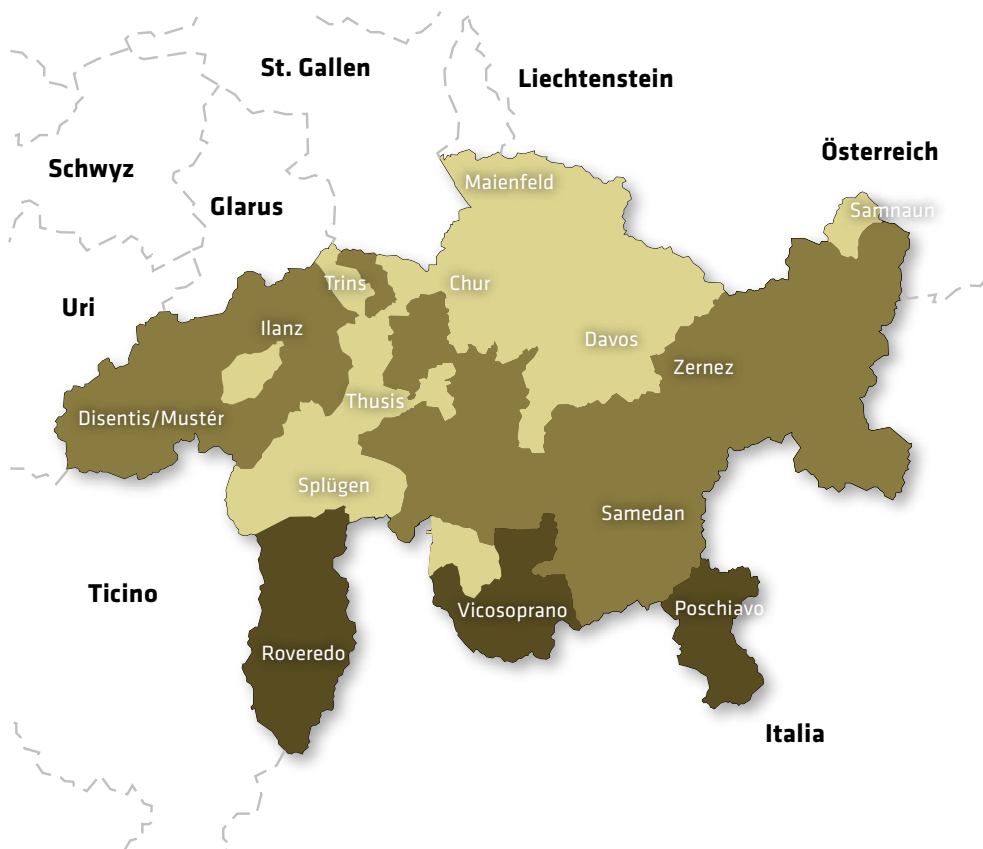 St. Gallen
Liechtenstein
Österreich
Schwyz
Maienfeld
Glarus
Samnaun
Trins
Chur
Uri
Ilanz
Davos
Zernez
Thusis
Disentis/Mustér
Splügen
Samedan
Ticino
Vicosoprano
Poschiavo
Roveredo
Italia